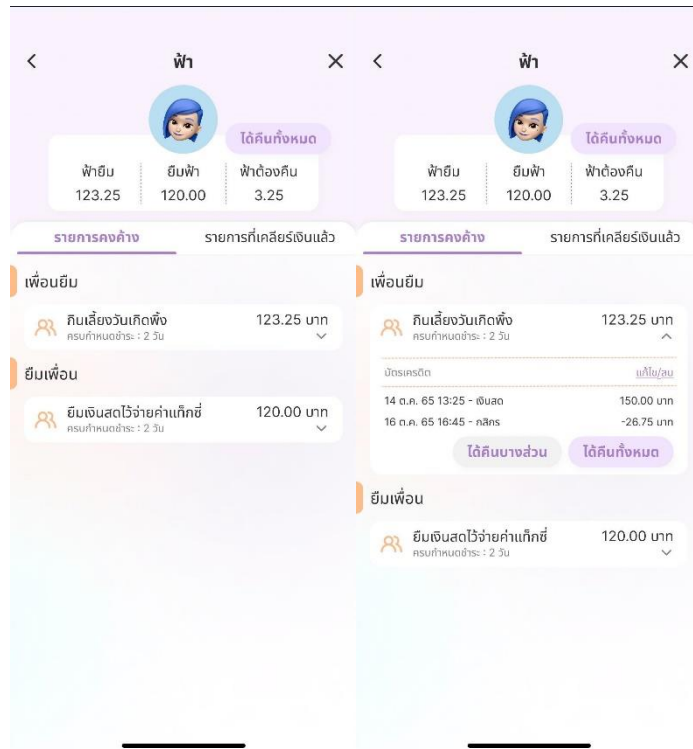 ฟ้า
ได้คืนทั้งหมด
ฟ้ายืม ยืมฟ้า ฟ้าต้องคืน
123.25 120.00 3.25
รายการคงค้าง รายการที่เคลียร์เงินแล้ว
เพื่อนยืม
กินเลี้ยงวันเกิดพึ้ง 123.25 บาท
ครบกำหนดชำระ : 2 วัน
ยืมเพื่อน
ยืมเงินสดไว้จ่ายค่าแท็กซี่ 120.00 บาท
ครบกำหนดชำระ : 2 วัน
ฟ้า
ได้คืนทั้งหมด
ฟ้ายืม ยืมฟ้า ฟ้าต้องคืน
123.25 120.00 3.25
รายการคงค้าง รายการที่เคลียร์เงินแล้ว
เพื่อนยืม
กินเลี้ยงวันเกิดพึ้ง 123.25 บาท
ครบกำหนดชำระ : 2 วัน
บัตรเครดิต แก้ไข/ลบ
14 ต.ค. 65 13:25 - เงินสด 150.00 บาท
16 ต.ค. 65 16:45 - กสิกร -26.75 บาท
ได้คืนบางส่วน ได้คืนทั้งหมด
ยืมเพื่อน
ยืมเงินสดไว้จ่ายค่าแท็กซี่ 120.00 บาท
ครบกำหนดชำระ : 2 วัน